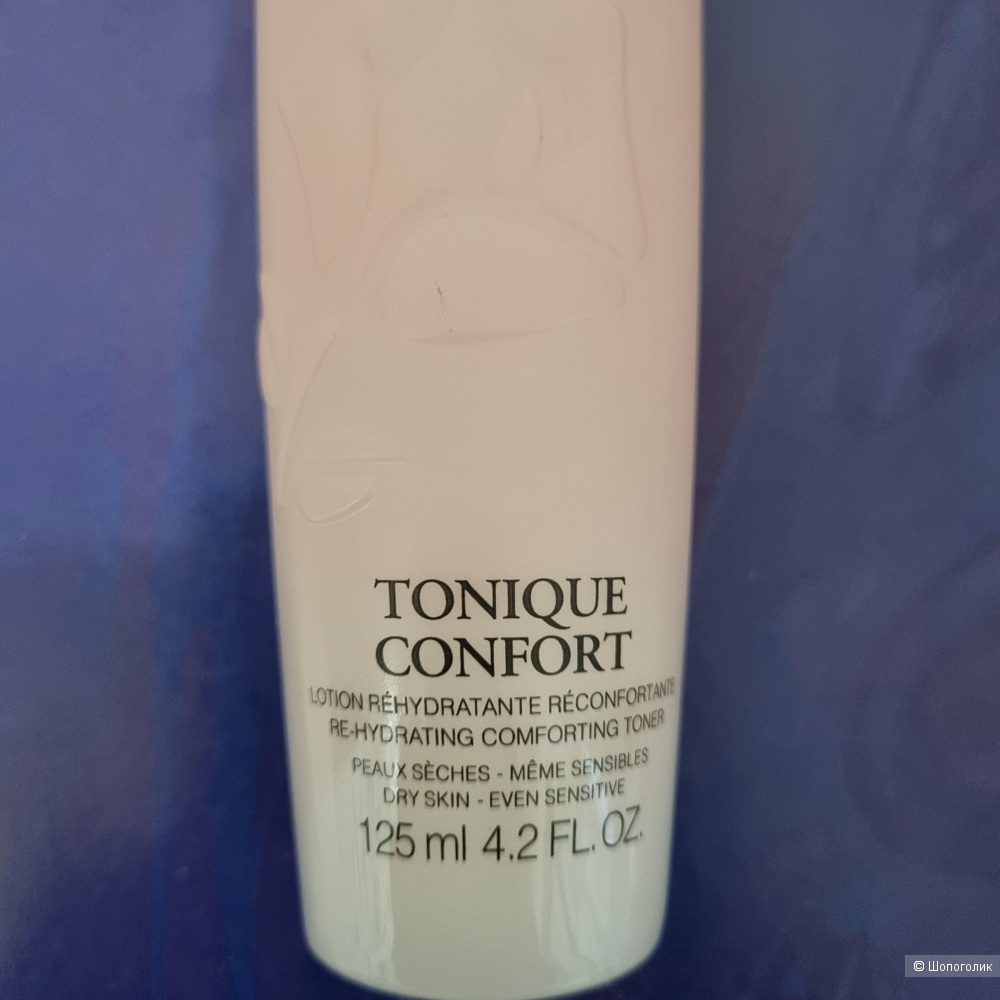 TONIQUE
CONFORT
LOTION RÉHYDRATANTE RÉCONFORTANTE
RE-HYDRATING COMFORTING TONER
PEAUX SÈCHES - MÊME SENSIBLES
DRY SKIN - EVEN SENSITIVE
125 ml 4.2 FL. OZ.
© Шопоголик